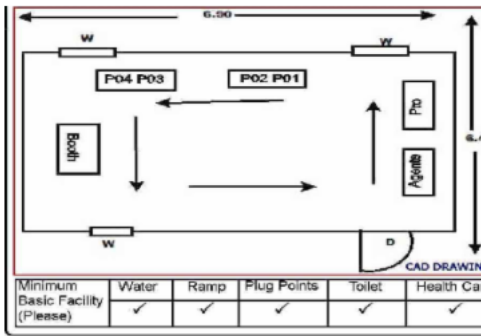 6.90
W
W
P04 P03
P02 P01
Pro
Booth
Agents
W
D
CAD DRAWIN
Minimum Basic Facility (Please)
Water
Ramp
Plug Points
Toilet
Health Ca
✓ ✓ ✓ ✓ ✓